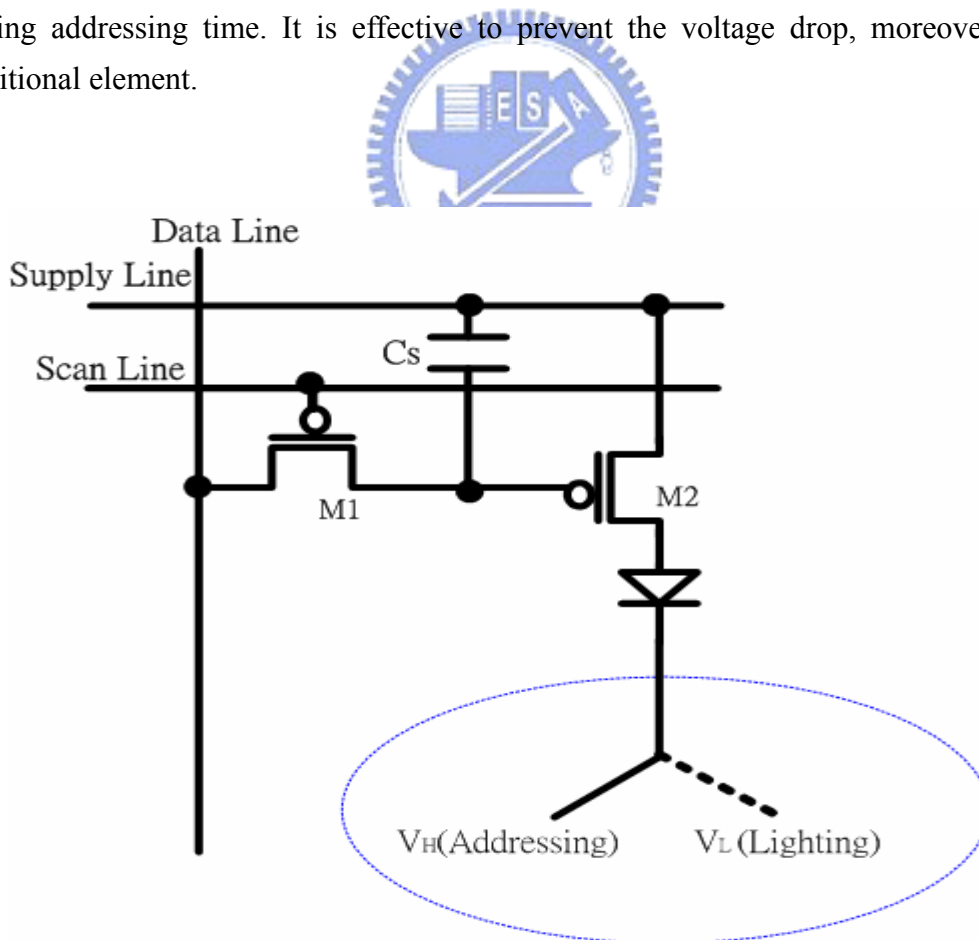 ing addressing time. It is effective to prevent the voltage drop, moreove
itional element.
ESA
Data Line
Supply Line
Cs
Scan Line
M1
M2
VH(Addressing) VL(Lighting)